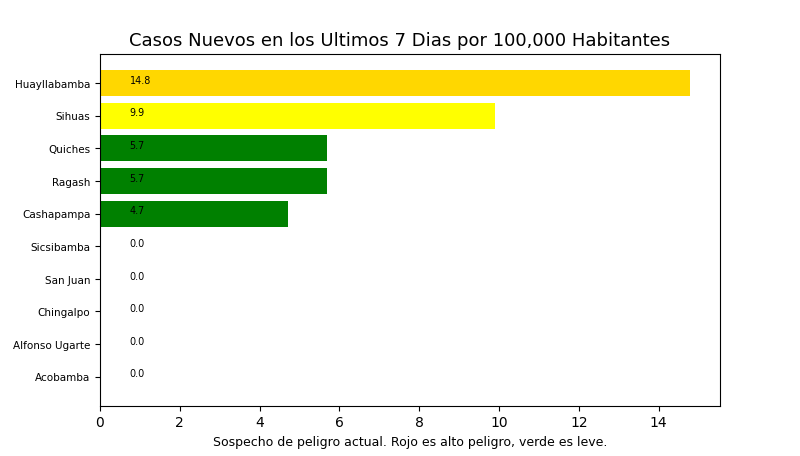 Casos Nuevos en los Ultimos 7 Dias por 100,000 Habitantes
Huayllabamba 14.8
Sihuas 9.9
Quiches 5.7
Ragash 5.7
Cashapampa 4.7
Sicsibamba 0.0
San Juan 0.0
Chingalpo 0.0
Alfonso Ugarte 0.0
Acobamba 0.0
0 2 4 6 8 10 12 14
Sospecho de peligro actual. Rojo es alto peligro, verde es leve.